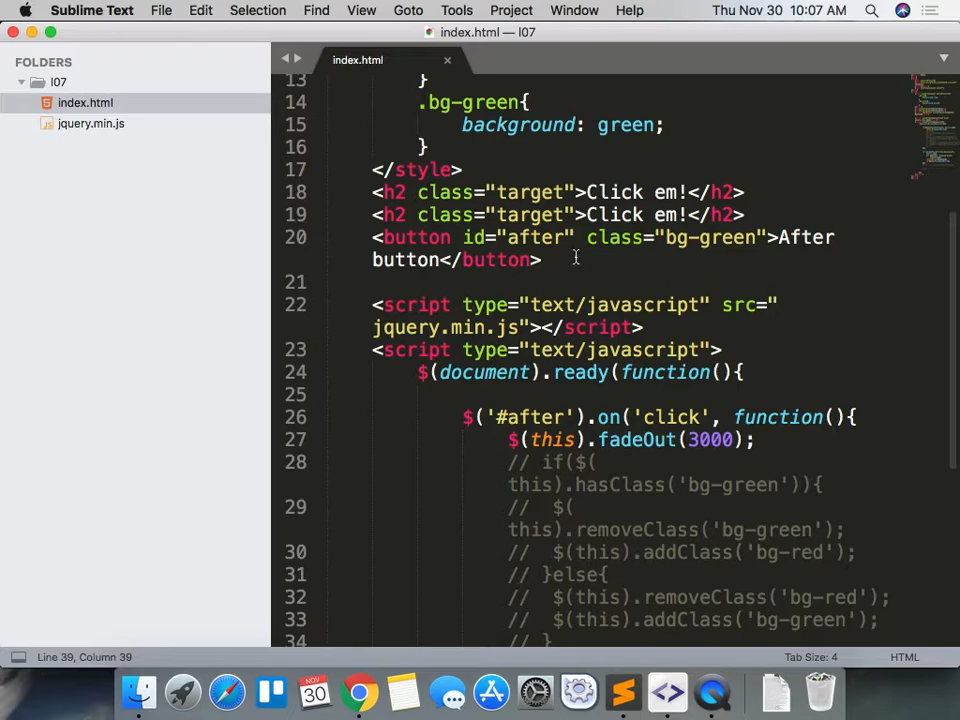 Sublime Text File Edit Selection Find View Goto Tools Project Window Help Thu Nov 30 10:07 AM
index.html — l07
FOLDERS
l07
index.html
jquery.min.js
index.html ×
13 }
14 .bg-green{
15 background: green;
16 }
17 </style>
18 <h2 class="target">Click em!</h2>
19 <h2 class="target">Click em!</h2>
20 <button id="after" class="bg-green">After
button</button>
21
22 <script type="text/javascript" src="
jquery.min.js"></script>
23 <script type="text/javascript">
24 $(document).ready(function(){
25
26 $('#after').on('click', function(){
27 $(this).fadeOut(3000);
28 // if($(
this).hasClass('bg-green')){
29 // $(
this).removeClass('bg-green');
30 // $(this).addClass('bg-red');
31 // }else{
32 // $(this).removeClass('bg-red');
33 // $(this).addClass('bg-green');
34 // }
Line 39, Column 39 Tab Size: 4 HTML
NOV
30